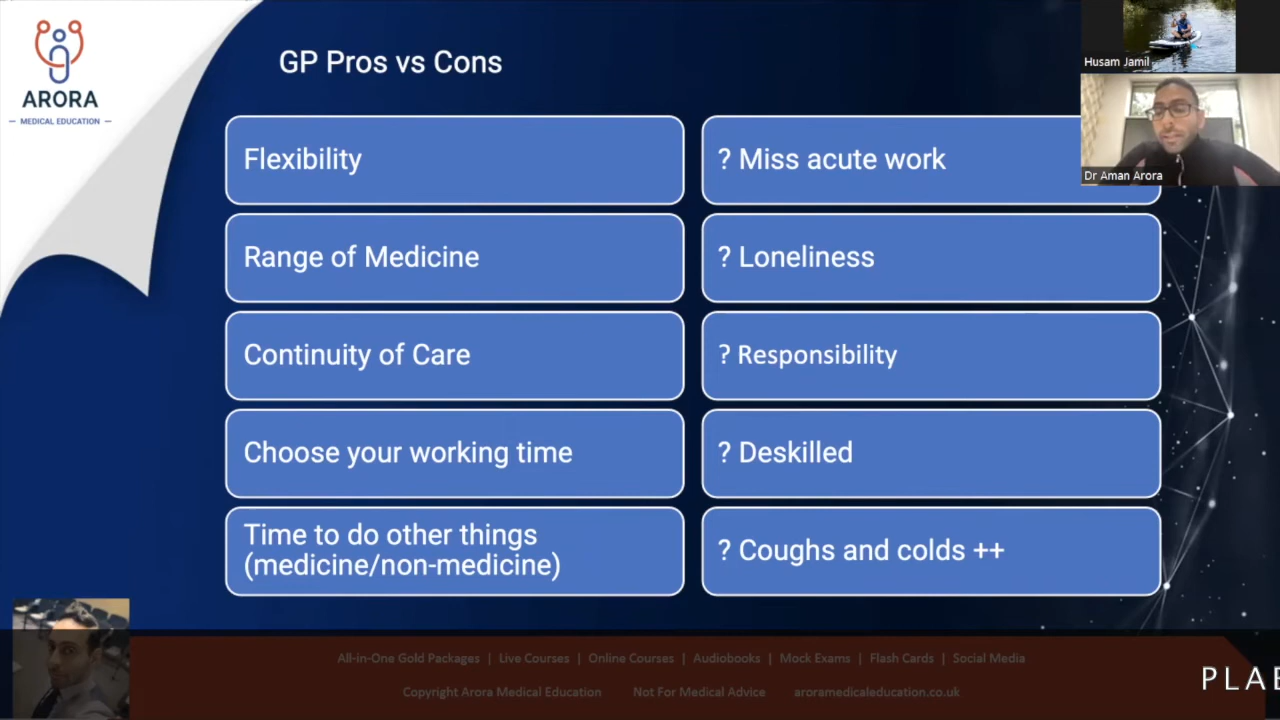 ARORA
MEDICAL EDUCATION
GP Pros vs Cons
Husam Jamil
Dr Aman Arora
Flexibility
? Miss acute work
Range of Medicine
? Loneliness
Continuity of Care
? Responsibility
Choose your working time
? Deskilled
Time to do other things
(medicine/non-medicine)
? Coughs and colds ++
All-in-One Gold Packages | Live Courses | Online Courses | Audiobooks | Mock Exams | Flash Cards | Social Media
Copyright Arora Medical Education Not For Medical Advice aroramedicaleducation.co.uk